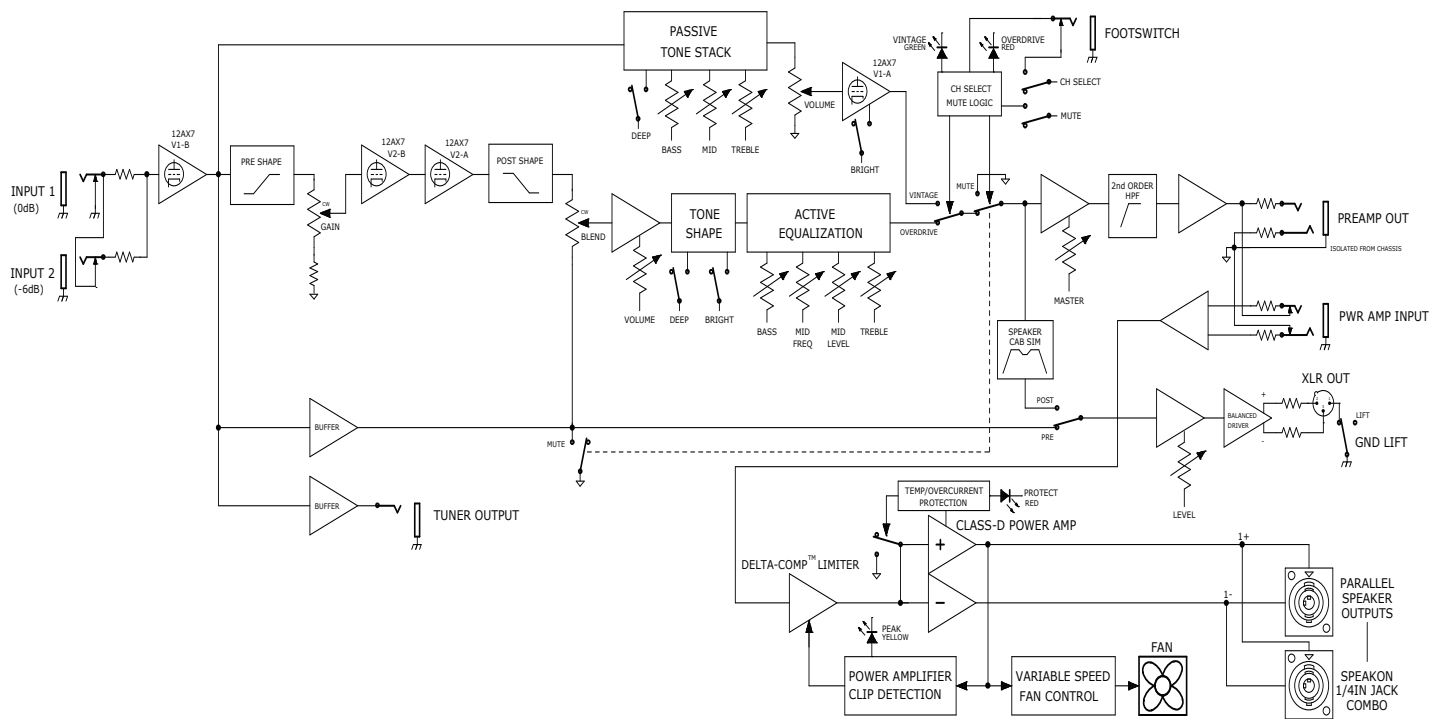 PASSIVE
TONE STACK
DEEP
BASS
MID
TREBLE
VOLUME
12AX7
V1-A
BRIGHT
VINTAGE
GREEN
OVERDRIVE
RED
CH SELECT
MUTE LOGIC
FOOTSWITCH
CH SELECT
MUTE
INPUT 1
(0dB)
INPUT 2
(-6dB)
12AX7
V1-B
PRE SHAPE
CW
GAIN
12AX7
V2-B
12AX7
V2-A
POST SHAPE
CW
BLEND
VOLUME
TONE
SHAPE
DEEP
BRIGHT
ACTIVE
EQUALIZATION
BASS
MID
FREQ
MID
LEVEL
TREBLE
VINTAGE
OVERDRIVE
MUTE
MASTER
2nd ORDER
HPF
PREAMP OUT
ISOLATED FROM CHASSIS
PWR AMP INPUT
SPEAKER
CAB SIM
POST
PRE
XLR OUT
+
-
BALANCED
DRIVER
LIFT
GND LIFT
LEVEL
BUFFER
MUTE
BUFFER
TUNER OUTPUT
TEMP/OVERCURRENT
PROTECTION
PROTECT
RED
CLASS-D POWER AMP
+
-
DELTA-COMP™ LIMITER
PEAK
YELLOW
POWER AMPLIFIER
CLIP DETECTION
VARIABLE SPEED
FAN CONTROL
FAN
1+
1-
PARALLEL
SPEAKER
OUTPUTS
SPEAKON
1/4IN JACK
COMBO